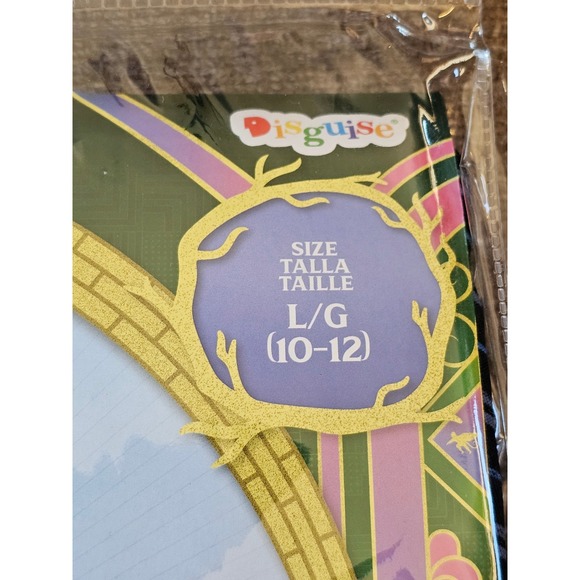 Disguise®
SIZE
TALLA
TAILLE
L/G
(10-12)